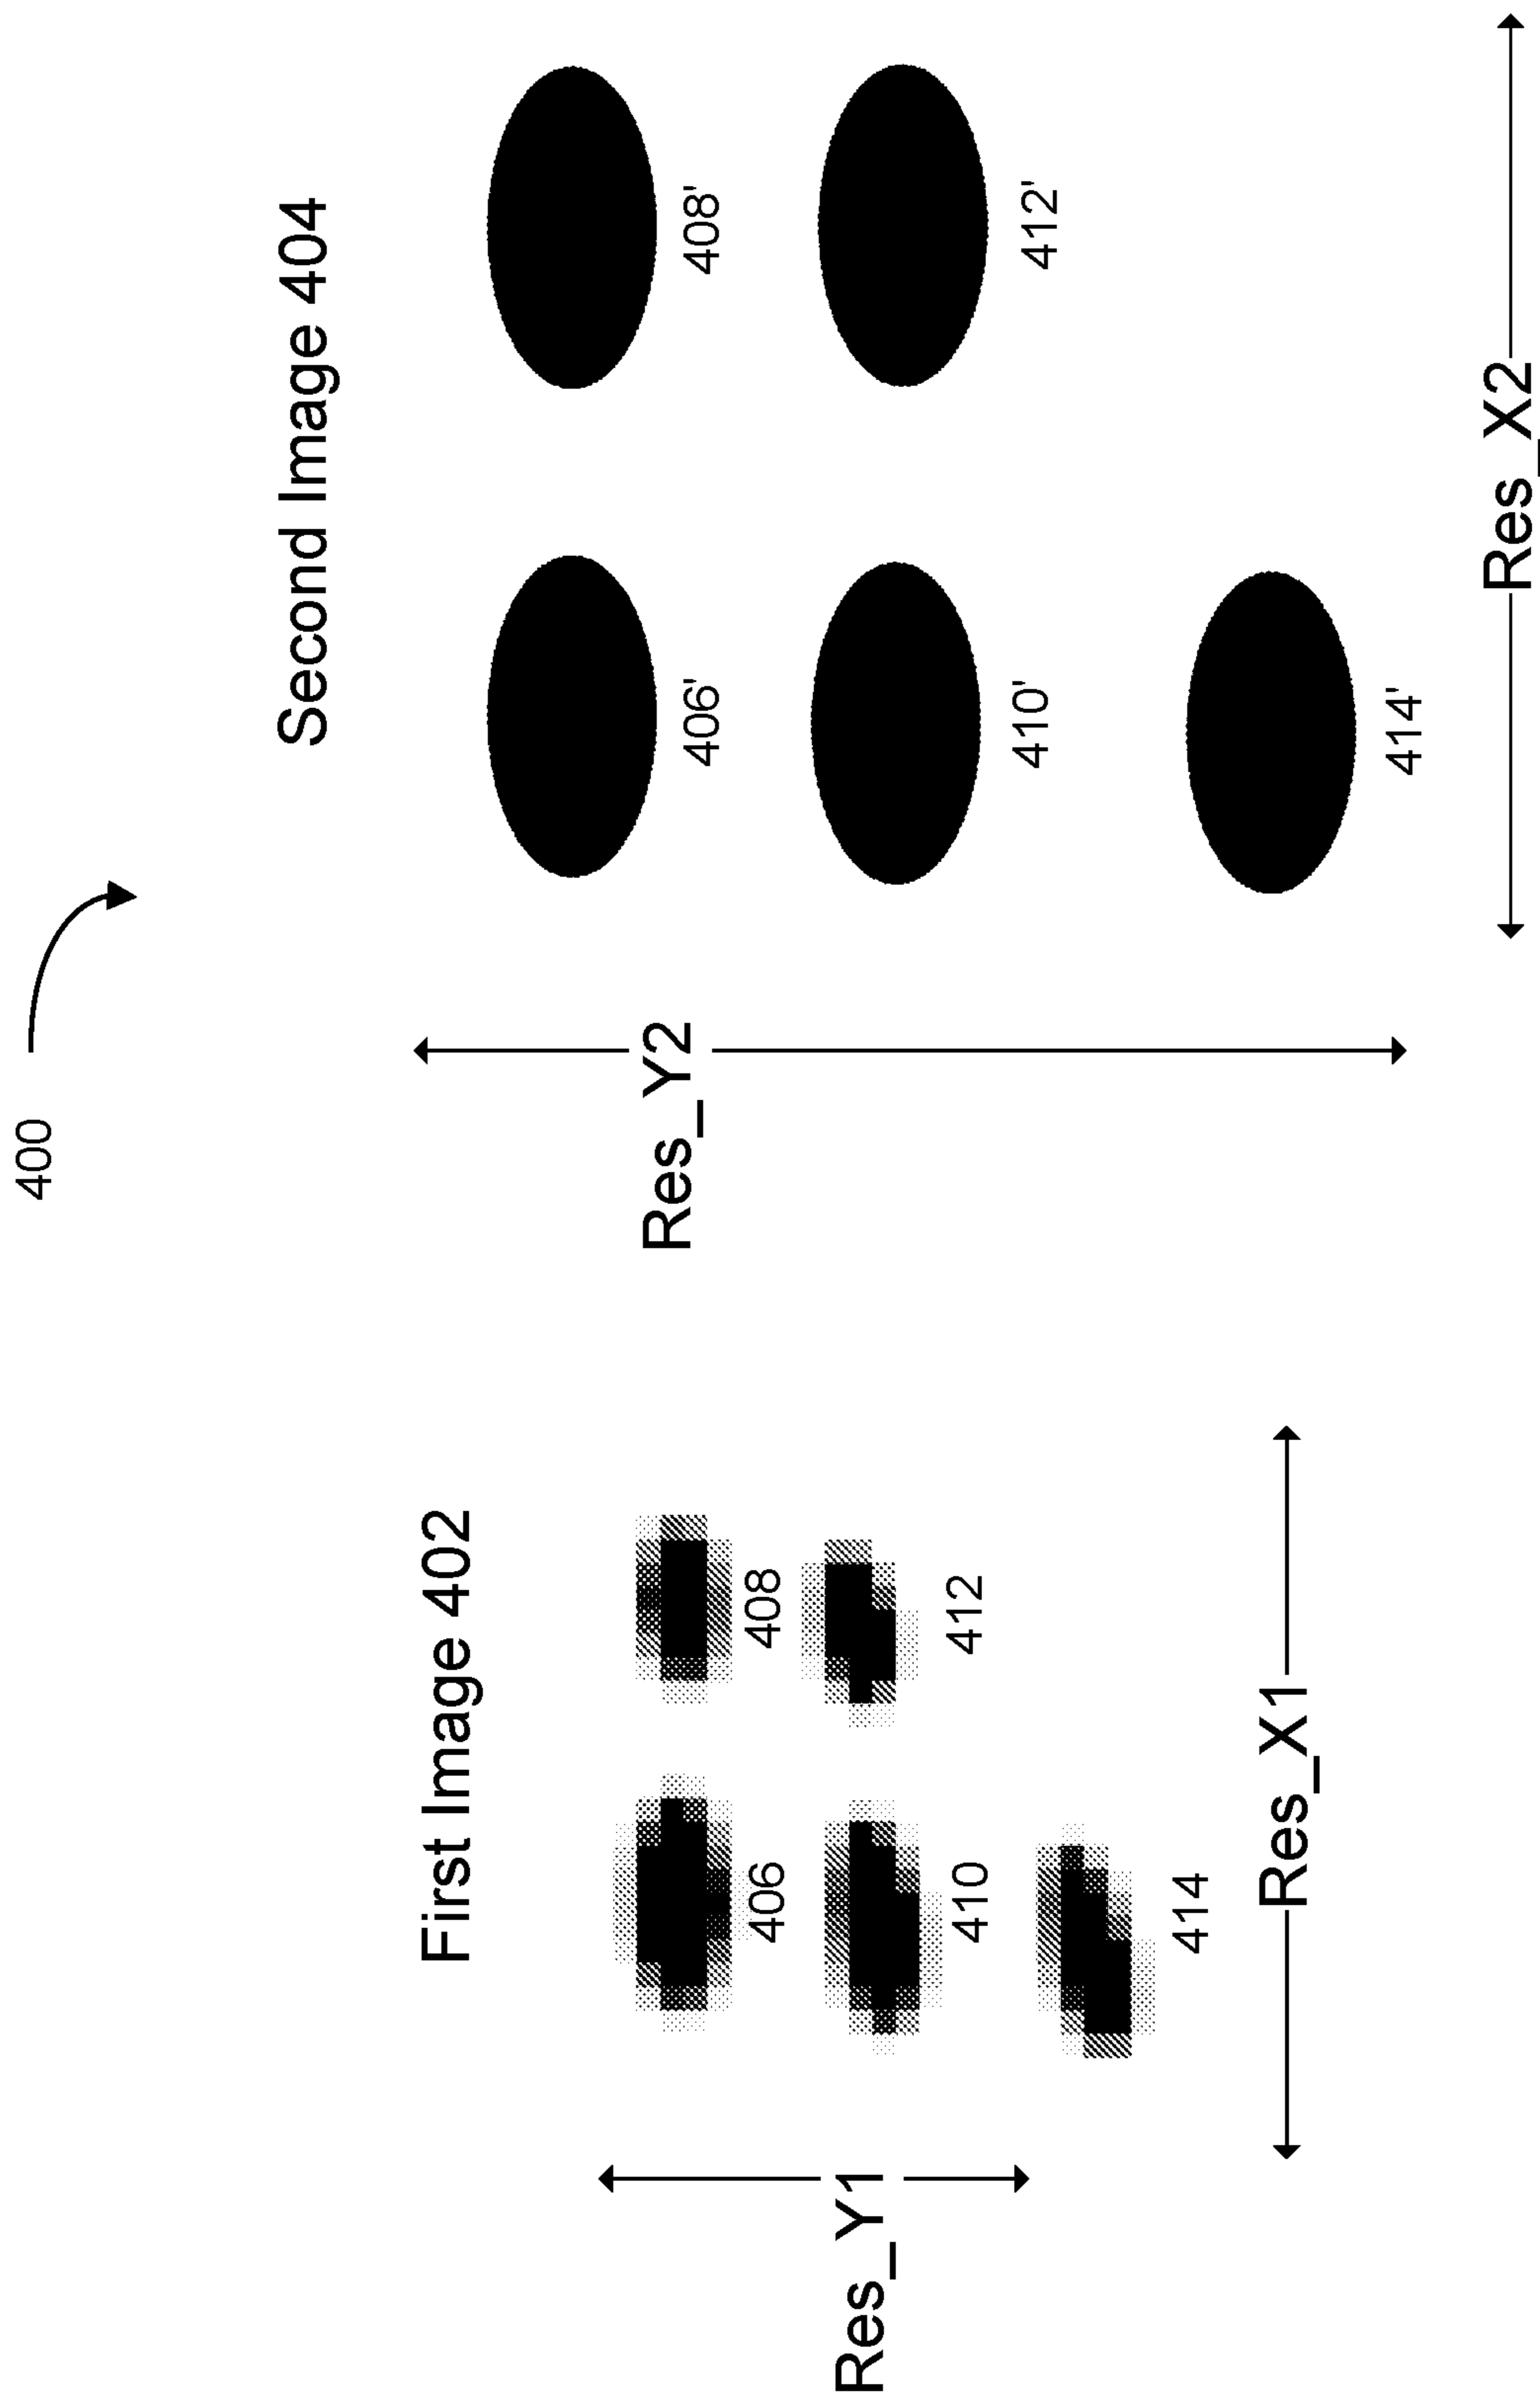 400
First Image 402
406
408
410
412
414
Res_Y1
Res_X1
Second Image 404
406'
408'
410'
412'
414'
Res_Y2
Res_X2